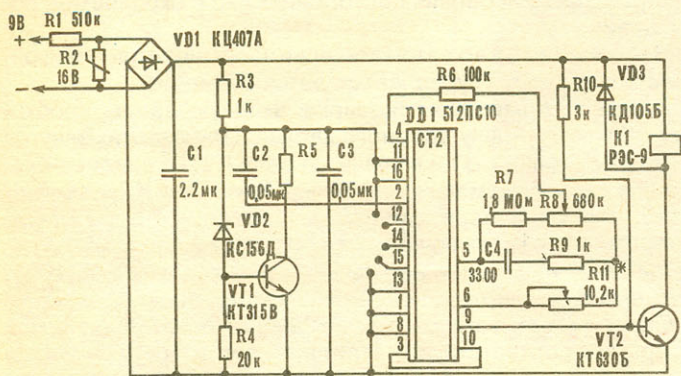 9В
+
−
R1 510к
R2
16В
VD1 КЦ407А
R3
1к
C1
2.2мк
C2
0,05мк
R5
C3
0,05мк
VD2
КС156Д
VT1
КТ315В
R4
20к
R6 100к
DD1 512ПС10
СТ2
4
11
16
2
12
14
15
13
1
8
3
5
6
9
10
R7
1,8 МОм
R8
680к
C4
3300
R9 1к
R11
*
10,2к
R10
3к
VD3
КД105Б
К1
РЭС-9
VT2
КТ630Б